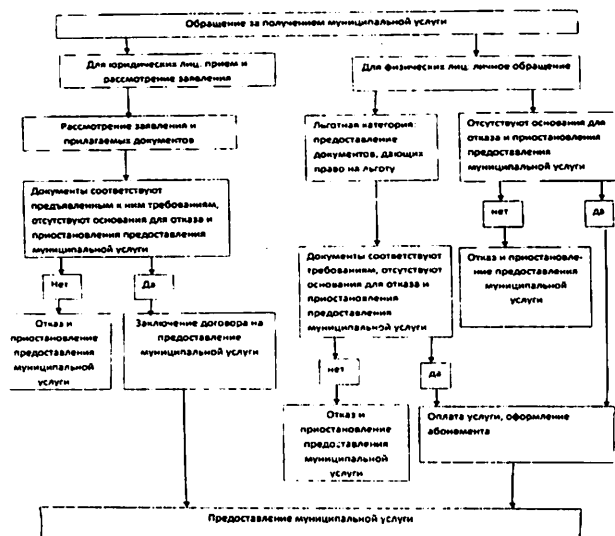 Обращение за получением муниципальной услуги
Для юридических лиц: прием и
рассмотрение заявления
Для физических лиц: личное обращение
Рассмотрение заявления и
прилагаемых документов
Льготная категория:
предоставление
документов, дающих
право на льготу
Отсутствуют основания для
отказа и приостановления
предоставления
муниципальной услуги
Документы соответствуют
предъявленным к ним требованиям,
отсутствуют основания для отказа и
приостановления предоставления
муниципальной услуги
нет
да
Документы соответствуют
требованиям, отсутствуют
основания для отказа и
приостановления
предоставления
муниципальной услуги
Отказ и приостановле-
ние предоставления
муниципальной
услуги
Нет
Да
Отказ и
приостановление
предоставления
муниципальной
услуги
Заключение договора на
предоставление
муниципальной услуги
нет
да
Отказ и
приостановление
предоставления
муниципальной
услуги
Оплата услуги, оформление
абонемента
Предоставление муниципальной услуги